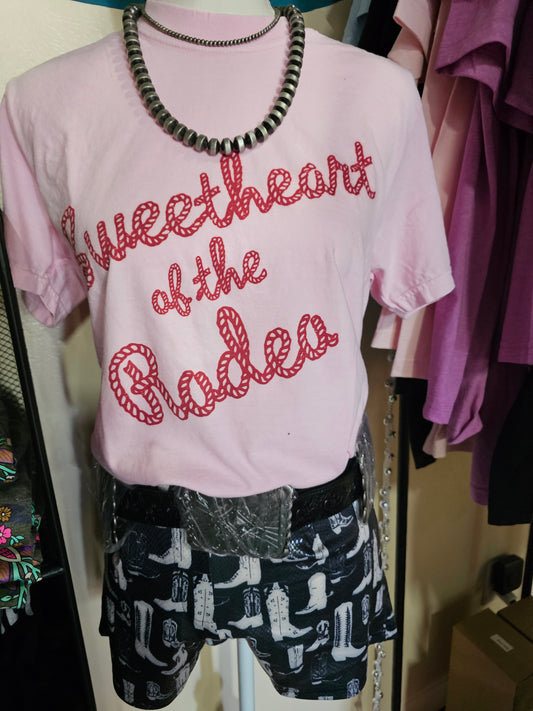 Sweetheart
of the
Rodeo